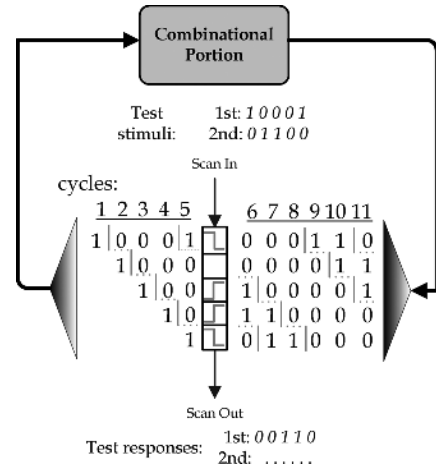 Combinational
Portion
Test 1st: 1 0 0 0 1
stimuli: 2nd: 0 1 1 0 0
Scan In
cycles:
1 2 3 4 5 6 7 8 9 10 11
1 0 0 0 1 0 0 0 1 1 0
1 0 0 0 0 0 0 0 1 1
1 0 0 1 0 0 0 0 1
1 0 1 1 0 0 0 0
1 0 1 1 0 0 0
Scan Out
Test responses: 1st: 0 0 1 1 0
2nd: . . . . . .